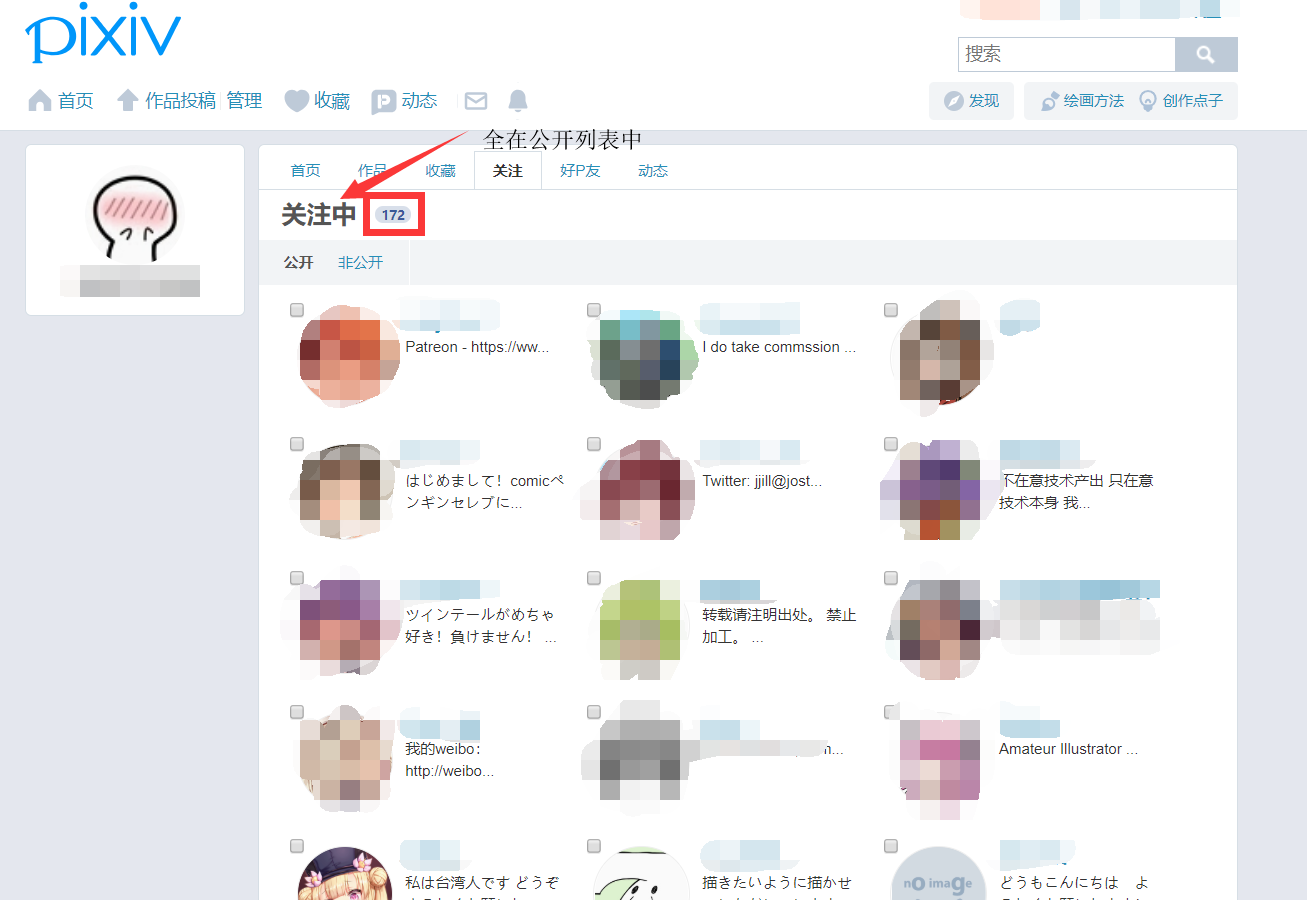 pixiv
搜索
首页 作品投稿 管理 收藏 动态
发现 绘画方法 创作点子
全在公开列表中
首页 作品 收藏 关注 好P友 动态
关注中 172
公开 非公开
Patreon - https://ww...
I do take commssion ...
はじめまして！comicペ
ンギンセレブに...
Twitter: jjill@jost...
不在意技术产出 只在意
技术本身 我...
ツインテールがめちゃ
好き！負けません！ ...
转载请注明出处。 禁止
加工。 ...
我的weibo：
http://weibo...
Amateur Illustrator ...
私は台湾人です どうぞ
描きたいように描かせ
no image
どうもこんにちは　よ